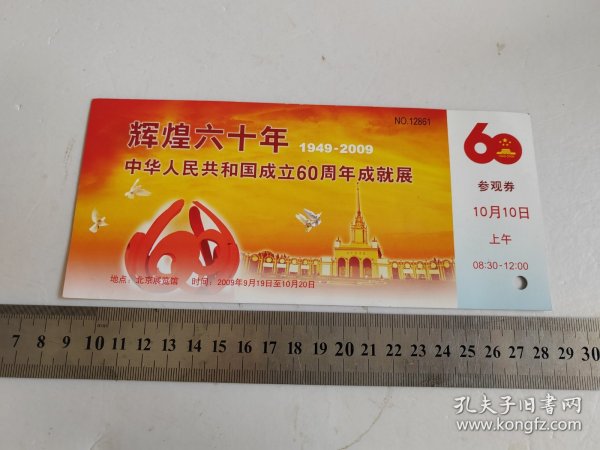 NO.12861
辉煌六十年 1949-2009
中华人民共和国成立60周年成就展
地点：北京展览馆 时间：2009年9月19日至10月20日
60
参观券
10月10日
上午
08:30-12:00
7 8 9 10 11 12 13 14 15 16 17 18 19 20 21 22 23 24 25 26 27 28 29 30
孔夫子旧书网
www.kongfz.com